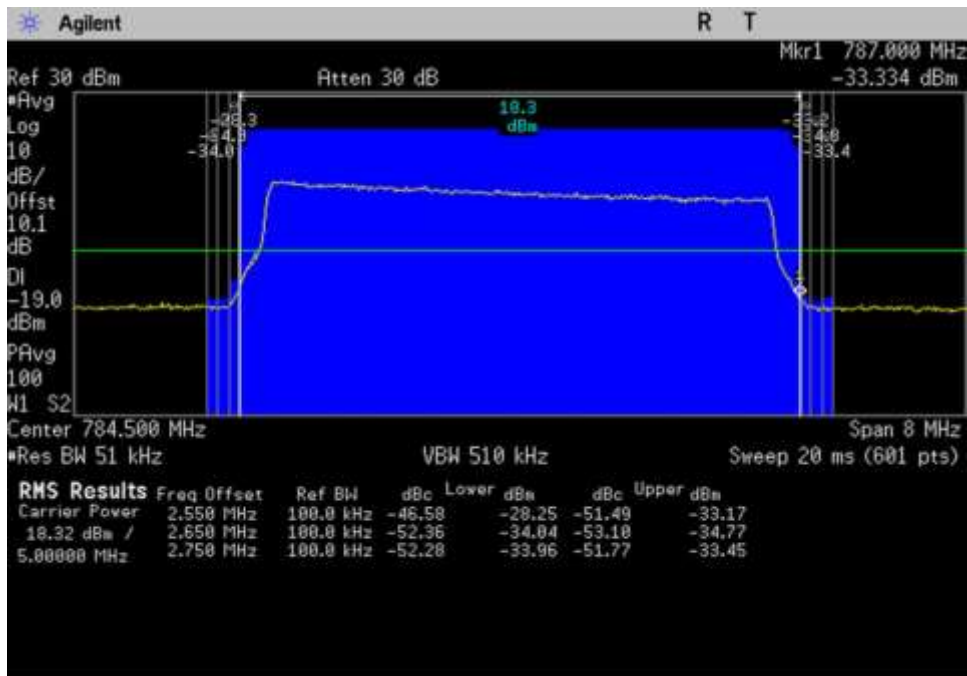 Agilent R T
Mkr1 787.000 MHz
Ref 30 dBm Atten 30 dB -33.334 dBm
#Avg
Log
10
dB/
Offst
10.1
dB
DI
-19.0
dBm
PAvg
100
W1 S2
18.3
dBm
-28.3
-34.0
-33.4
1
Center 784.500 MHz Span 8 MHz
#Res BW 51 kHz VBW 510 kHz Sweep 20 ms (601 pts)
RMS Results Freq Offset Ref BW dBc Lower dBm dBc Upper dBm
Carrier Power 2.550 MHz 100.0 kHz -46.58 -28.25 -51.49 -33.17
18.32 dBm / 2.650 MHz 100.0 kHz -52.36 -34.04 -53.10 -34.77
5.00000 MHz 2.750 MHz 100.0 kHz -52.28 -33.96 -51.77 -33.45